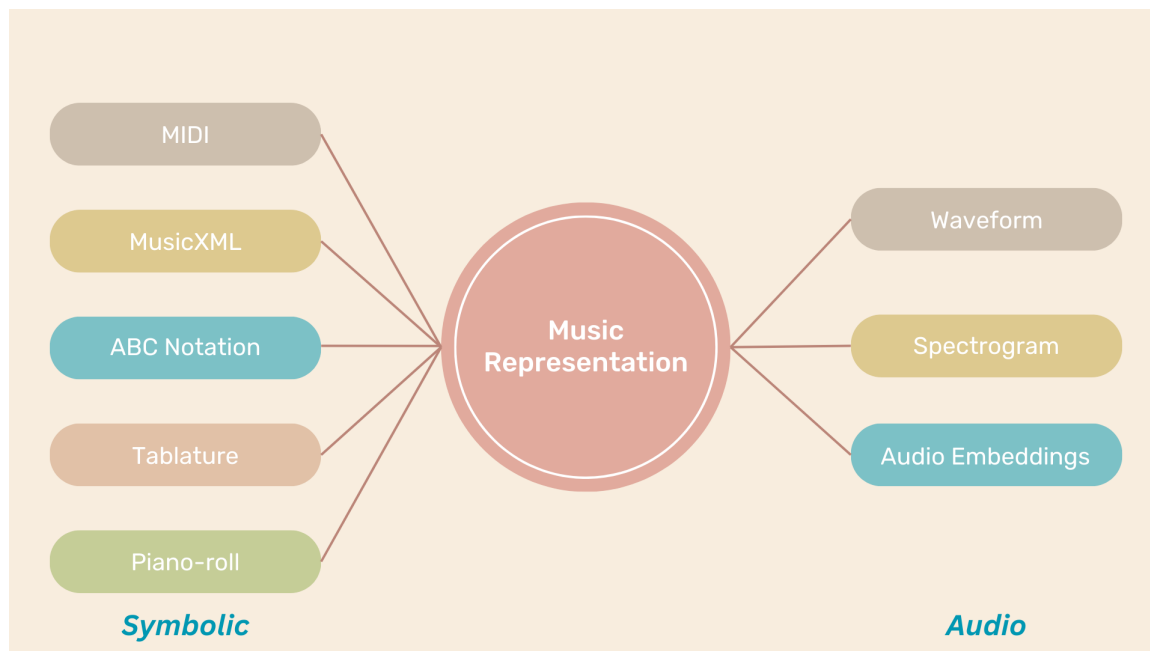 MIDI
MusicXML
ABC Notation
Tablature
Piano-roll
Symbolic
Music
Representation
Waveform
Spectrogram
Audio Embeddings
Audio